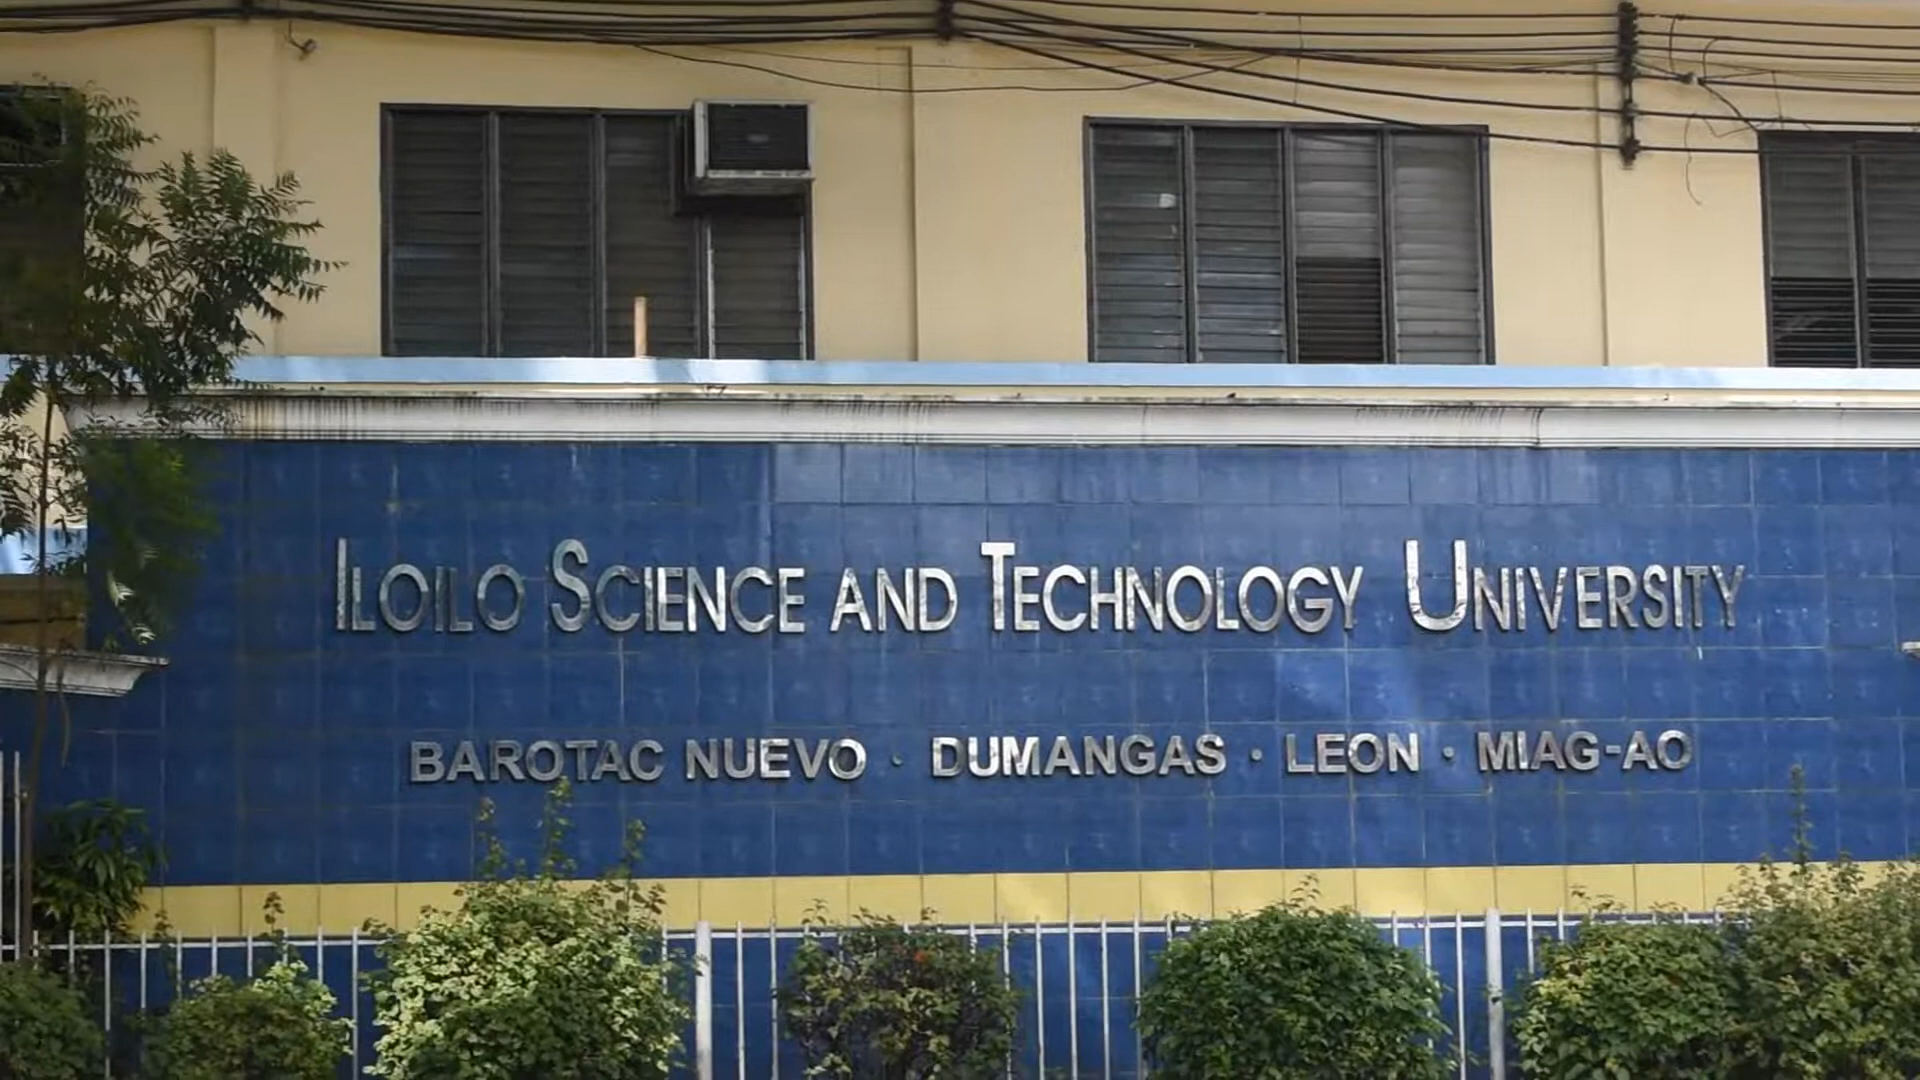 ILOILO SCIENCE AND TECHNOLOGY UNIVERSITY
BAROTAC NUEVO · DUMANGAS · LEON · MIAG-AO